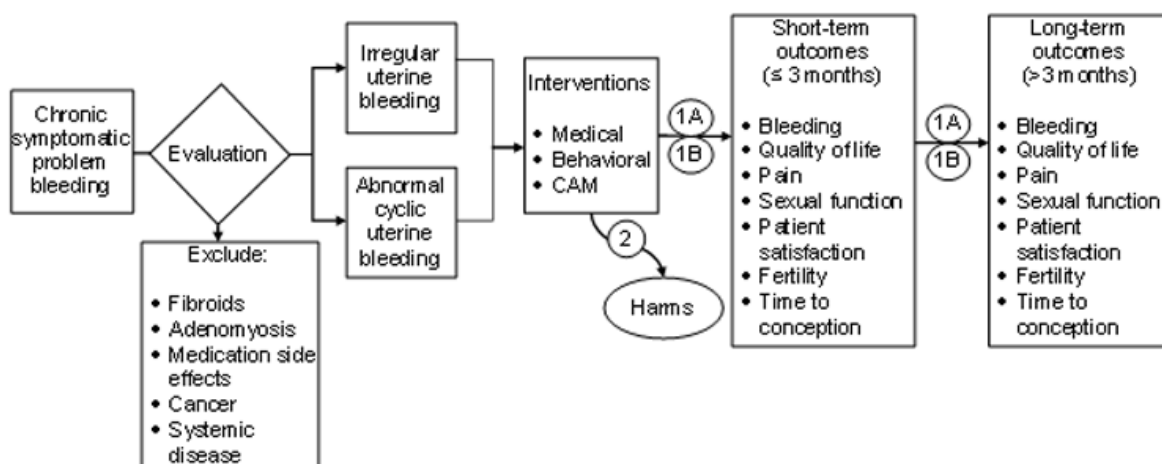 Chronic
symptomatic
problem
bleeding
Evaluation
Exclude:
• Fibroids
• Adenomyosis
• Medication side
effects
• Cancer
• Systemic
disease
Irregular
uterine
bleeding
Abnormal
cyclic
uterine
bleeding
Interventions
• Medical
• Behavioral
• CAM
1A
1B
2
Harms
Short-term
outcomes
(≤ 3 months)
• Bleeding
• Quality of life
• Pain
• Sexual function
• Patient
satisfaction
• Fertility
• Time to
conception
1A
1B
Long-term
outcomes
(>3 months)
• Bleeding
• Quality of life
• Pain
• Sexual function
• Patient
satisfaction
• Fertility
• Time to
conception